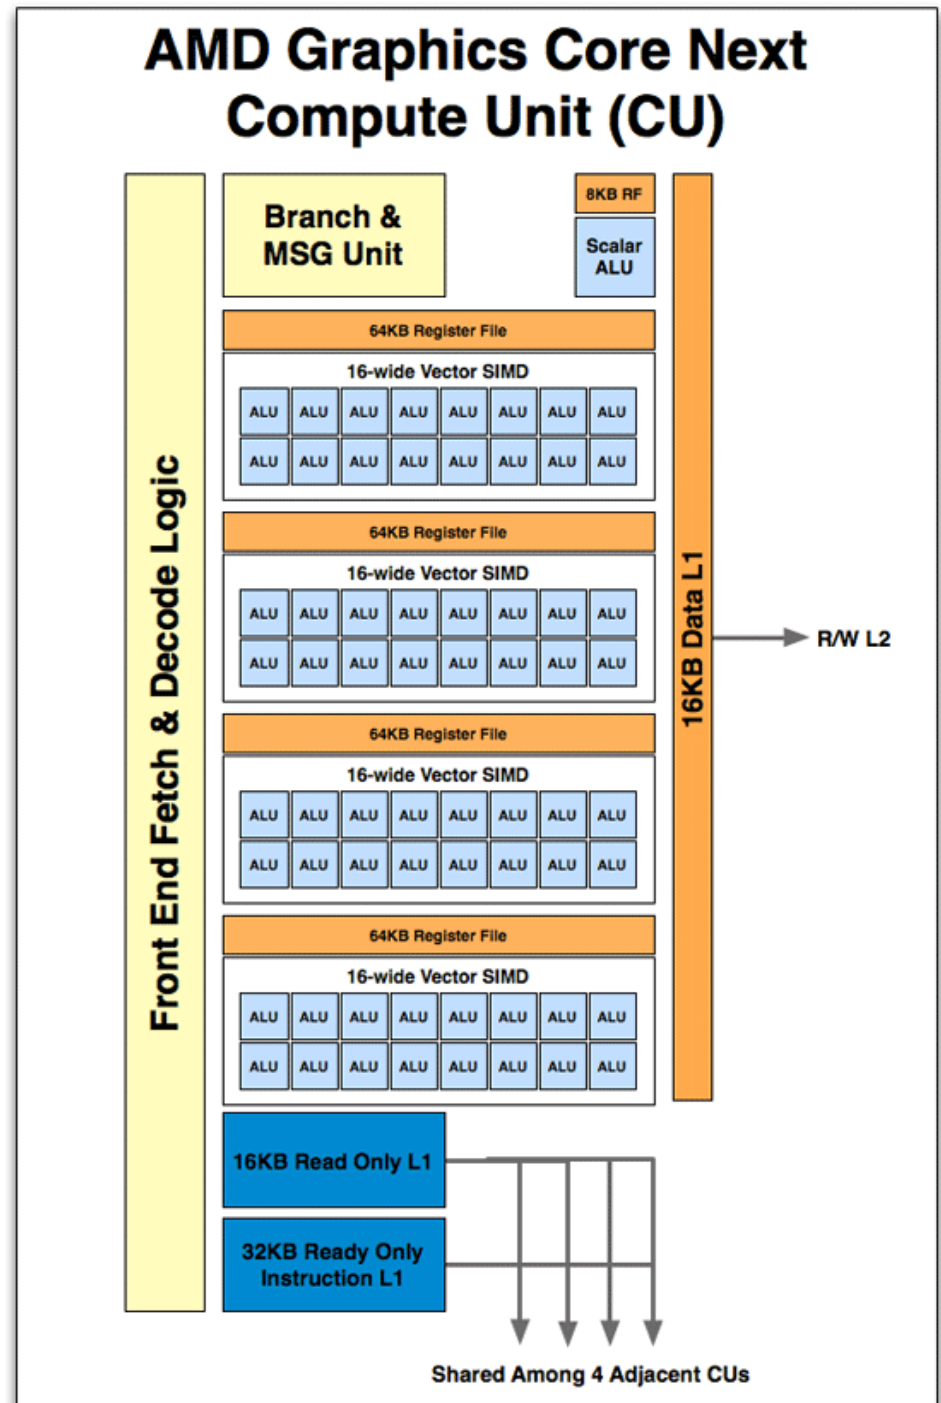 AMD Graphics Core Next
Compute Unit (CU)
Front End Fetch & Decode Logic
Branch &
MSG Unit
8KB RF
Scalar
ALU
64KB Register File
16-wide Vector SIMD
ALU ALU ALU ALU ALU ALU ALU ALU
ALU ALU ALU ALU ALU ALU ALU ALU
64KB Register File
16-wide Vector SIMD
ALU ALU ALU ALU ALU ALU ALU ALU
ALU ALU ALU ALU ALU ALU ALU ALU
64KB Register File
16-wide Vector SIMD
ALU ALU ALU ALU ALU ALU ALU ALU
ALU ALU ALU ALU ALU ALU ALU ALU
64KB Register File
16-wide Vector SIMD
ALU ALU ALU ALU ALU ALU ALU ALU
ALU ALU ALU ALU ALU ALU ALU ALU
16KB Data L1
R/W L2
16KB Read Only L1
32KB Ready Only
Instruction L1
Shared Among 4 Adjacent CUs